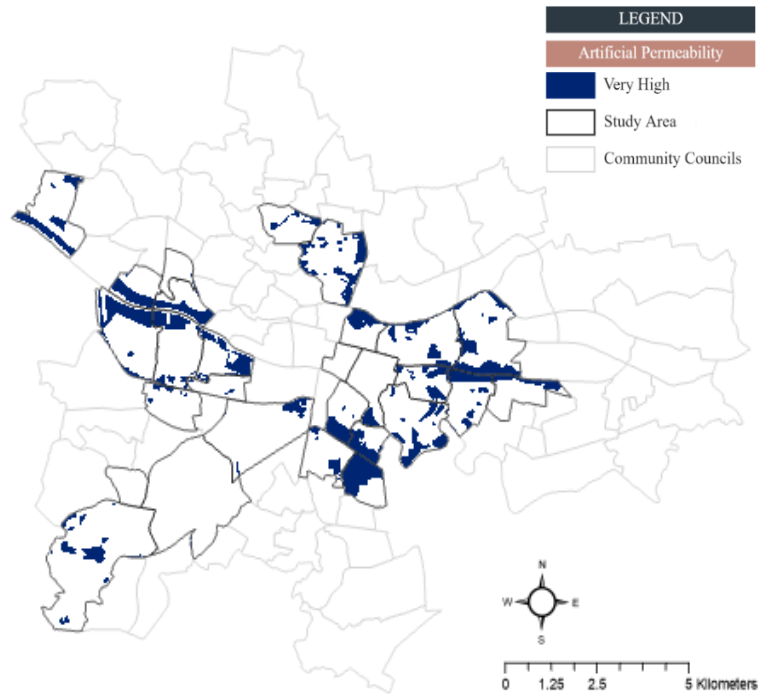 LEGEND
Artificial Permeability
Very High
Study Area
Community Councils
N
W E
S
0 1.25 2.5 5 Kilometers